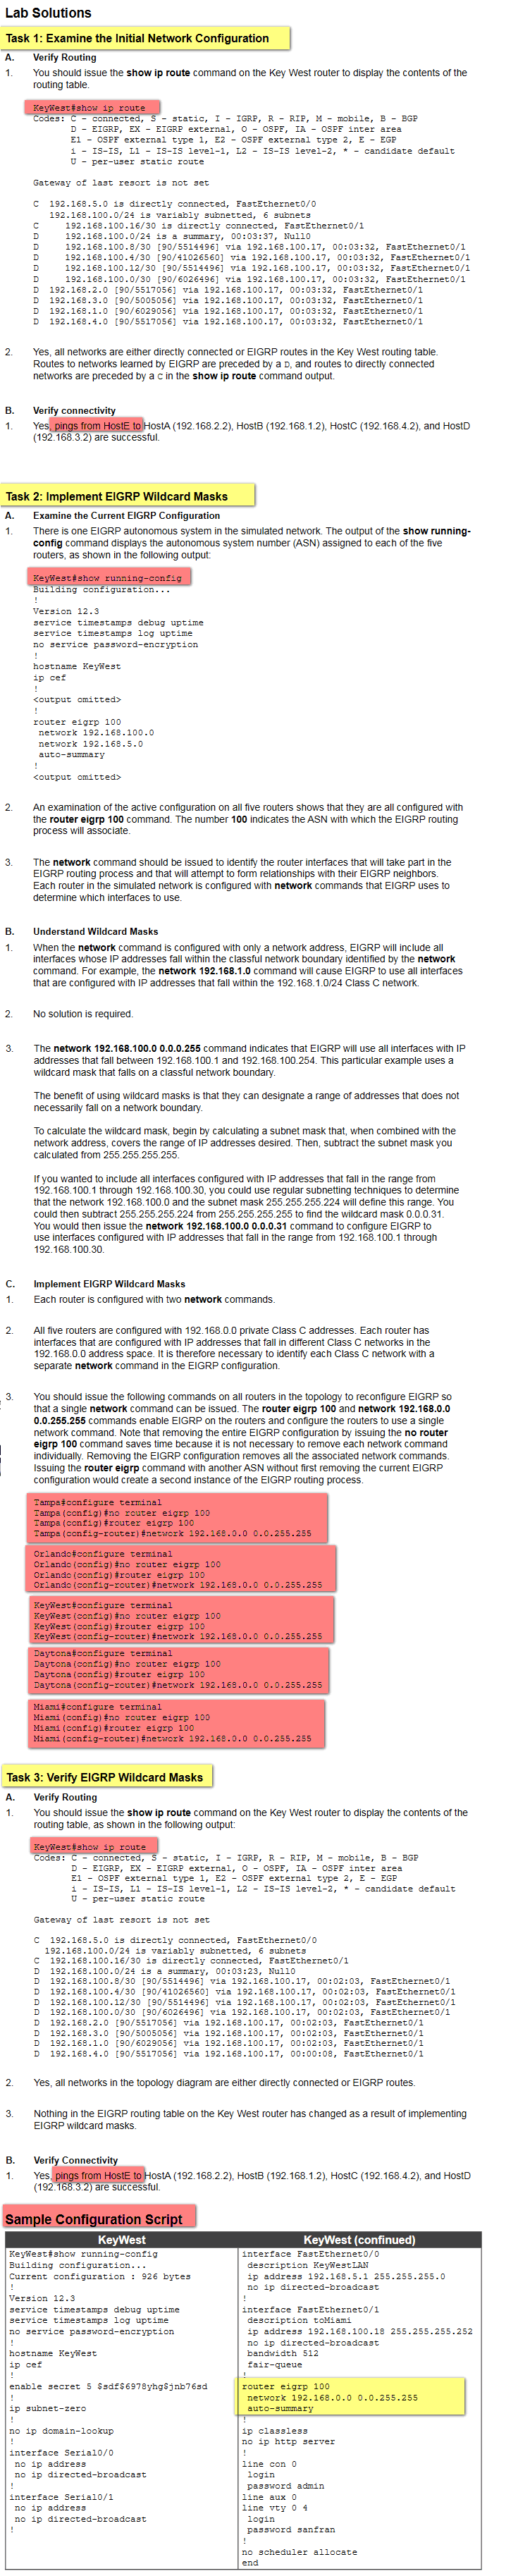 Lab Solutions
Task 1: Examine the Initial Network Configuration
A. Verify Routing
1. You should issue the show ip route command on the Key West router to display the contents of the
routing table.
KeyWest#show ip route
Codes: C - connected, S - static, I - IGRP, R - RIP, M - mobile, B - BGP
D - EIGRP, EX - EIGRP external, O - OSPF, IA - OSPF inter area
E1 - OSPF external type 1, E2 - OSPF external type 2, E - EGP
i - IS-IS, L1 - IS-IS level-1, L2 - IS-IS level-2, * - candidate default
U - per-user static route
Gateway of last resort is not set
C 192.168.5.0 is directly connected, FastEthernet0/0
192.168.100.0/24 is variably subnetted, 6 subnets
C 192.168.100.16/30 is directly connected, FastEthernet0/1
D 192.168.100.0/24 is a summary, 00:03:37, Null0
D 192.168.100.8/30 [90/5514496] via 192.168.100.17, 00:03:32, FastEthernet0/1
D 192.168.100.4/30 [90/41026560] via 192.168.100.17, 00:03:32, FastEthernet0/1
D 192.168.100.12/30 [90/5514496] via 192.168.100.17, 00:03:32, FastEthernet0/1
D 192.168.100.0/30 [90/6026496] via 192.168.100.17, 00:03:32, FastEthernet0/1
D 192.168.2.0 [90/5517056] via 192.168.100.17, 00:03:32, FastEthernet0/1
D 192.168.3.0 [90/5005056] via 192.168.100.17, 00:03:32, FastEthernet0/1
D 192.168.1.0 [90/6029056] via 192.168.100.17, 00:03:32, FastEthernet0/1
D 192.168.4.0 [90/5517056] via 192.168.100.17, 00:03:32, FastEthernet0/1
2. Yes, all networks are either directly connected or EIGRP routes in the Key West routing table.
Routes to networks learned by EIGRP are preceded by a D, and routes to directly connected
networks are preceded by a C in the show ip route command output.
B. Verify connectivity
1. Yes, pings from HostE to HostA (192.168.2.2), HostB (192.168.1.2), HostC (192.168.4.2), and HostD
(192.168.3.2) are successful.
Task 2: Implement EIGRP Wildcard Masks
A. Examine the Current EIGRP Configuration
1. There is one EIGRP autonomous system in the simulated network. The output of the show running-
config command displays the autonomous system number (ASN) assigned to each of the five
routers, as shown in the following output:
KeyWest#show running-config
Building configuration...
!
Version 12.3
service timestamps debug uptime
service timestamps log uptime
no service password-encryption
!
hostname KeyWest
ip cef
!
<output omitted>
!
router eigrp 100
network 192.168.100.0
network 192.168.5.0
auto-summary
!
<output omitted>
2. An examination of the active configuration on all five routers shows that they are all configured with
the router eigrp 100 command. The number 100 indicates the ASN with which the EIGRP routing
process will associate.
3. The network command should be issued to identify the router interfaces that will take part in the
EIGRP routing process and that will attempt to form relationships with their EIGRP neighbors.
Each router in the simulated network is configured with network commands that EIGRP uses to
determine which interfaces to use.
B. Understand Wildcard Masks
1. When the network command is configured with only a network address, EIGRP will include all
interfaces whose IP addresses fall within the classful network boundary identified by the network
command. For example, the network 192.168.1.0 command will cause EIGRP to use all interfaces
that are configured with IP addresses that fall within the 192.168.1.0/24 Class C network.
2. No solution is required.
3. The network 192.168.100.0 0.0.0.255 command indicates that EIGRP will use all interfaces with IP
addresses that fall between 192.168.100.1 and 192.168.100.254. This particular example uses a
wildcard mask that falls on a classful network boundary.
The benefit of using wildcard masks is that they can designate a range of addresses that does not
necessarily fall on a network boundary.
To calculate the wildcard mask, begin by calculating a subnet mask that, when combined with the
network address, covers the range of IP addresses desired. Then, subtract the subnet mask you
calculated from 255.255.255.255.
If you wanted to include all interfaces configured with IP addresses that fall in the range from
192.168.100.1 through 192.168.100.30, you could use regular subnetting techniques to determine
that the network 192.168.100.0 and the subnet mask 255.255.255.224 will define this range. You
could then subtract 255.255.255.224 from 255.255.255.255 to find the wildcard mask 0.0.0.31.
You would then issue the network 192.168.100.0 0.0.0.31 command to configure EIGRP to
use interfaces configured with IP addresses that fall in the range from 192.168.100.1 through
192.168.100.30.
C. Implement EIGRP Wildcard Masks
1. Each router is configured with two network commands.
2. All five routers are configured with 192.168.0.0 private Class C addresses. Each router has
interfaces that are configured with IP addresses that fall in different Class C networks in the
192.168.0.0 address space. It is therefore necessary to identify each Class C network with a
separate network command in the EIGRP configuration.
3. You should issue the following commands on all routers in the topology to reconfigure EIGRP so
that a single network command can be issued. The router eigrp 100 and network 192.168.0.0
0.0.255.255 commands enable EIGRP on the routers and configure the routers to use a single
network command. Note that removing the entire EIGRP configuration by issuing the no router
eigrp 100 command saves time because it is not necessary to remove each network command
individually. Removing the EIGRP configuration removes all the associated network commands.
Issuing the router eigrp command with another ASN without first removing the current EIGRP
configuration would create a second instance of the EIGRP routing process.
Tampa#configure terminal
Tampa(config)#no router eigrp 100
Tampa(config)#router eigrp 100
Tampa(config-router)#network 192.168.0.0 0.0.255.255
Orlando#configure terminal
Orlando(config)#no router eigrp 100
Orlando(config)#router eigrp 100
Orlando(config-router)#network 192.168.0.0 0.0.255.255
KeyWest#configure terminal
KeyWest(config)#no router eigrp 100
KeyWest(config)#router eigrp 100
KeyWest(config-router)#network 192.168.0.0 0.0.255.255
Daytona#configure terminal
Daytona(config)#no router eigrp 100
Daytona(config)#router eigrp 100
Daytona(config-router)#network 192.168.0.0 0.0.255.255
Miami#configure terminal
Miami(config)#no router eigrp 100
Miami(config)#router eigrp 100
Miami(config-router)#network 192.168.0.0 0.0.255.255
Task 3: Verify EIGRP Wildcard Masks
A. Verify Routing
1. You should issue the show ip route command on the Key West router to display the contents of the
routing table, as shown in the following output:
KeyWest#show ip route
Codes: C - connected, S - static, I - IGRP, R - RIP, M - mobile, B - BGP
D - EIGRP, EX - EIGRP external, O - OSPF, IA - OSPF inter area
E1 - OSPF external type 1, E2 - OSPF external type 2, E - EGP
i - IS-IS, L1 - IS-IS level-1, L2 - IS-IS level-2, * - candidate default
U - per-user static route
Gateway of last resort is not set
C 192.168.5.0 is directly connected, FastEthernet0/0
192.168.100.0/24 is variably subnetted, 6 subnets
C 192.168.100.16/30 is directly connected, FastEthernet0/1
D 192.168.100.0/24 is a summary, 00:03:23, Null0
D 192.168.100.8/30 [90/5514496] via 192.168.100.17, 00:02:03, FastEthernet0/1
D 192.168.100.4/30 [90/41026560] via 192.168.100.17, 00:02:03, FastEthernet0/1
D 192.168.100.12/30 [90/5514496] via 192.168.100.17, 00:02:03, FastEthernet0/1
D 192.168.100.0/30 [90/6026496] via 192.168.100.17, 00:02:03, FastEthernet0/1
D 192.168.2.0 [90/5517056] via 192.168.100.17, 00:02:03, FastEthernet0/1
D 192.168.3.0 [90/5005056] via 192.168.100.17, 00:02:03, FastEthernet0/1
D 192.168.1.0 [90/6029056] via 192.168.100.17, 00:02:03, FastEthernet0/1
D 192.168.4.0 [90/5517056] via 192.168.100.17, 00:00:08, FastEthernet0/1
2. Yes, all networks in the topology diagram are either directly connected or EIGRP routes.
3. Nothing in the EIGRP routing table on the Key West router has changed as a result of implementing
EIGRP wildcard masks.
B. Verify Connectivity
1. Yes, pings from HostE to HostA (192.168.2.2), HostB (192.168.1.2), HostC (192.168.4.2), and HostD
(192.168.3.2) are successful.
Sample Configuration Script
KeyWest
KeyWest#show running-config
Building configuration...
Current configuration : 926 bytes
!
Version 12.3
service timestamps debug uptime
service timestamps log uptime
no service password-encryption
!
hostname KeyWest
ip cef
!
enable secret 5 $sdf$6978yhg$jnb76sd
!
ip subnet-zero
!
no ip domain-lookup
!
interface Serial0/0
no ip address
no ip directed-broadcast
!
interface Serial0/1
no ip address
no ip directed-broadcast
!
KeyWest (continued)
interface FastEthernet0/0
description KeyWestLAN
ip address 192.168.5.1 255.255.255.0
no ip directed-broadcast
!
interface FastEthernet0/1
description toMiami
ip address 192.168.100.18 255.255.255.252
no ip directed-broadcast
bandwidth 512
fair-queue
!
router eigrp 100
network 192.168.0.0 0.0.255.255
auto-summary
!
ip classless
no ip http server
!
line con 0
login
password admin
line aux 0
line vty 0 4
login
password sanfran
!
no scheduler allocate
end